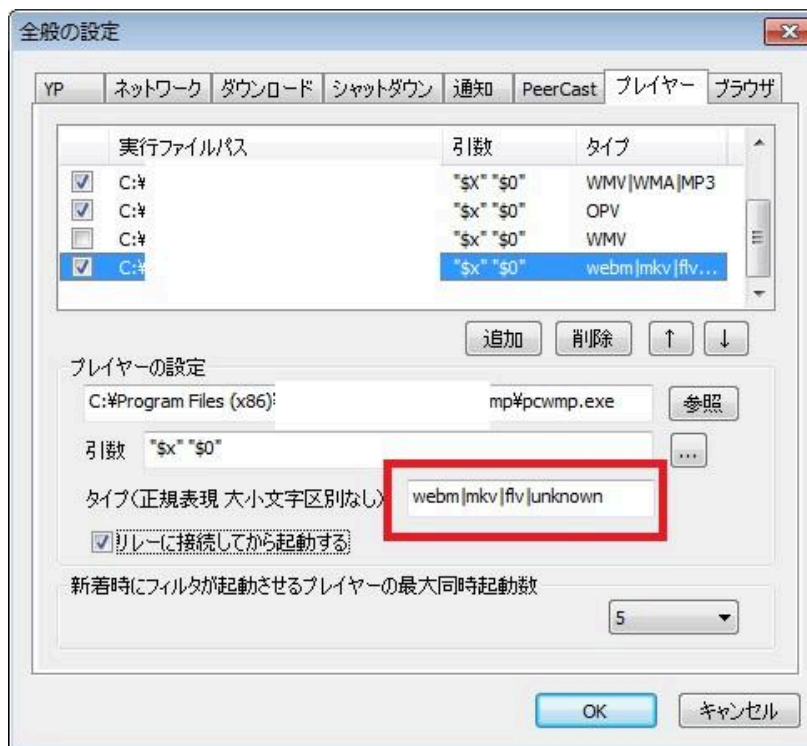 全般の設定
YP ネットワーク ダウンロード シャットダウン 通知 PeerCast プレイヤー ブラウザ
実行ファイルパス 引数 タイプ
C:¥ "$X" "$0" WMV|WMA|MP3
C:¥ "$x" "$0" OPV
C:¥ "$x" "$0" WMV
C:¥ "$x" "$0" webm|mkv|flv...
追加 削除 ↑ ↓
プレイヤーの設定
C:¥Program Files (x86) mp¥pcwmp.exe 参照
引数 "$x" "$0" ...
タイプ(正規表現 大小文字区別なし) webm|mkv|flv|unknown
リレーに接続してから起動する
新着時にフィルタが起動させるプレイヤーの最大同時起動数
5
OK キャンセル